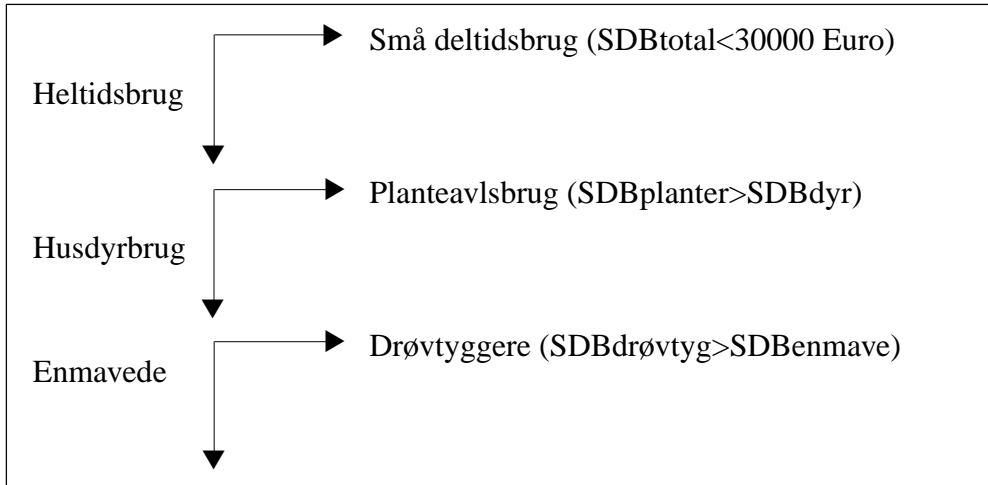 Små deltidsbrug (SDBtotal<30000 Euro)
Heltidsbrug
Planteavlsbrug (SDBplanter>SDBdyr)
Husdyrbrug
Drøvtyggere (SDBdrøvtyg>SDBenmave)
Enmavede